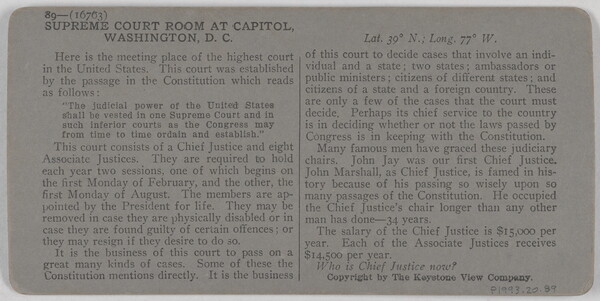 89—(16763)
SUPREME COURT ROOM AT CAPITOL,
WASHINGTON, D. C.
Here is the meeting place of the highest court
in the United States. This court was established
by the passage in the Constitution which reads
as follows:
"The judicial power of the United States
shall be vested in one Supreme Court and in
such inferior courts as the Congress may
from time to time ordain and establish."
This court consists of a Chief Justice and eight
Associate Justices. They are required to hold
each year two sessions, one of which begins on
the first Monday of February, and the other, the
first Monday of August. The members are ap-
pointed by the President for life. They may be
removed in case they are physically disabled or in
case they are found guilty of certain offences; or
they may resign if they desire to do so.
It is the business of this court to pass on a
great many kinds of cases. Some of these the
Constitution mentions directly. It is the business
Lat. 39° N.; Long. 77° W.
of this court to decide cases that involve an indi-
vidual and a state; two states; ambassadors or
public ministers; citizens of different states; and
citizens of a state and a foreign country. These
are only a few of the cases that the court must
decide. Perhaps its chief service to the country
is in deciding whether or not the laws passed by
Congress is in keeping with the Constitution.
Many famous men have graced these judiciary
chairs. John Jay was our first Chief Justice.
John Marshall, as Chief Justice, is famed in his-
tory because of his passing so wisely upon so
many passages of the Constitution. He occupied
the Chief Justice's chair longer than any other
man has done—34 years.
The salary of the Chief Justice is $15,000 per
year. Each of the Associate Justices receives
$14,500 per year.
Who is Chief Justice now?
Copyright by The Keystone View Company.
P1993.20.89